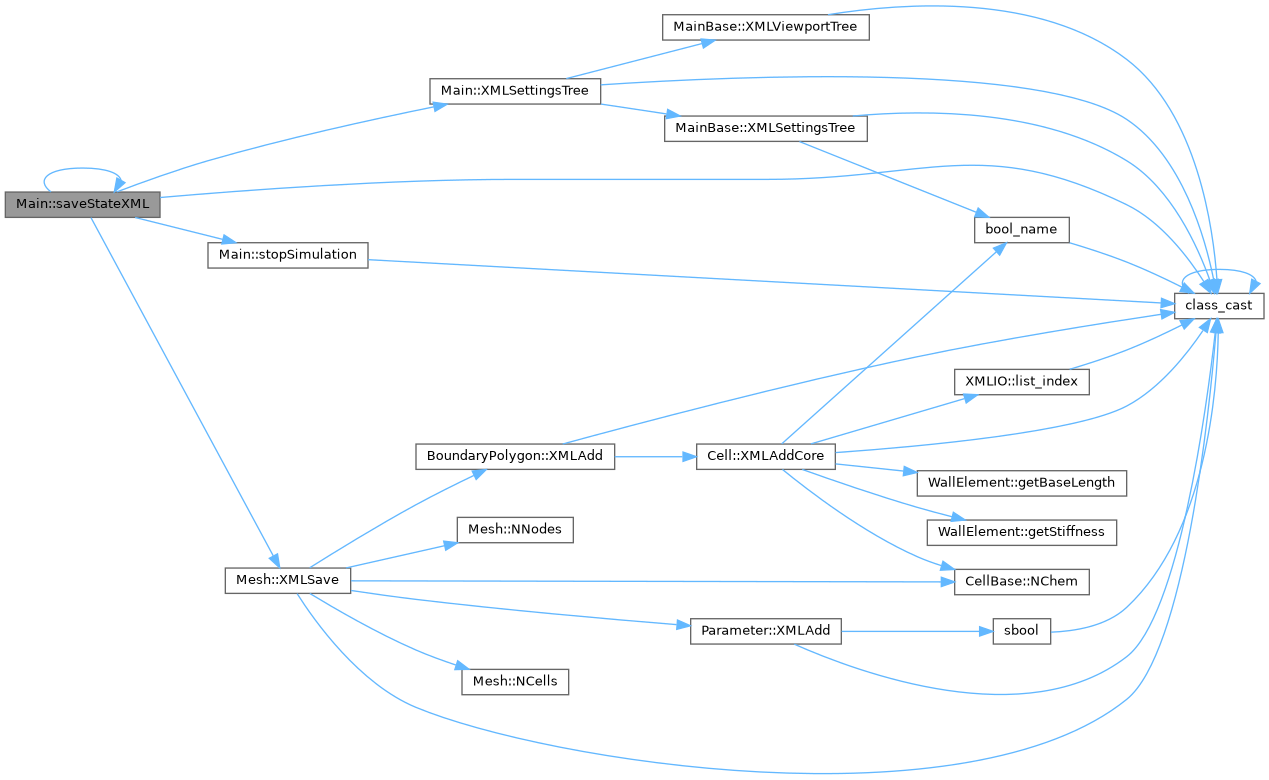 MainBase::XMLViewportTree
Main::XMLSettingsTree
MainBase::XMLSettingsTree
Main::saveStateXML
bool_name
Main::stopSimulation
class_cast
XMLIO::list_index
BoundaryPolygon::XMLAdd
Cell::XMLAddCore
WallElement::getBaseLength
Mesh::NNodes
WallElement::getStiffness
Mesh::XMLSave
CellBase::NChem
Parameter::XMLAdd
sbool
Mesh::NCells